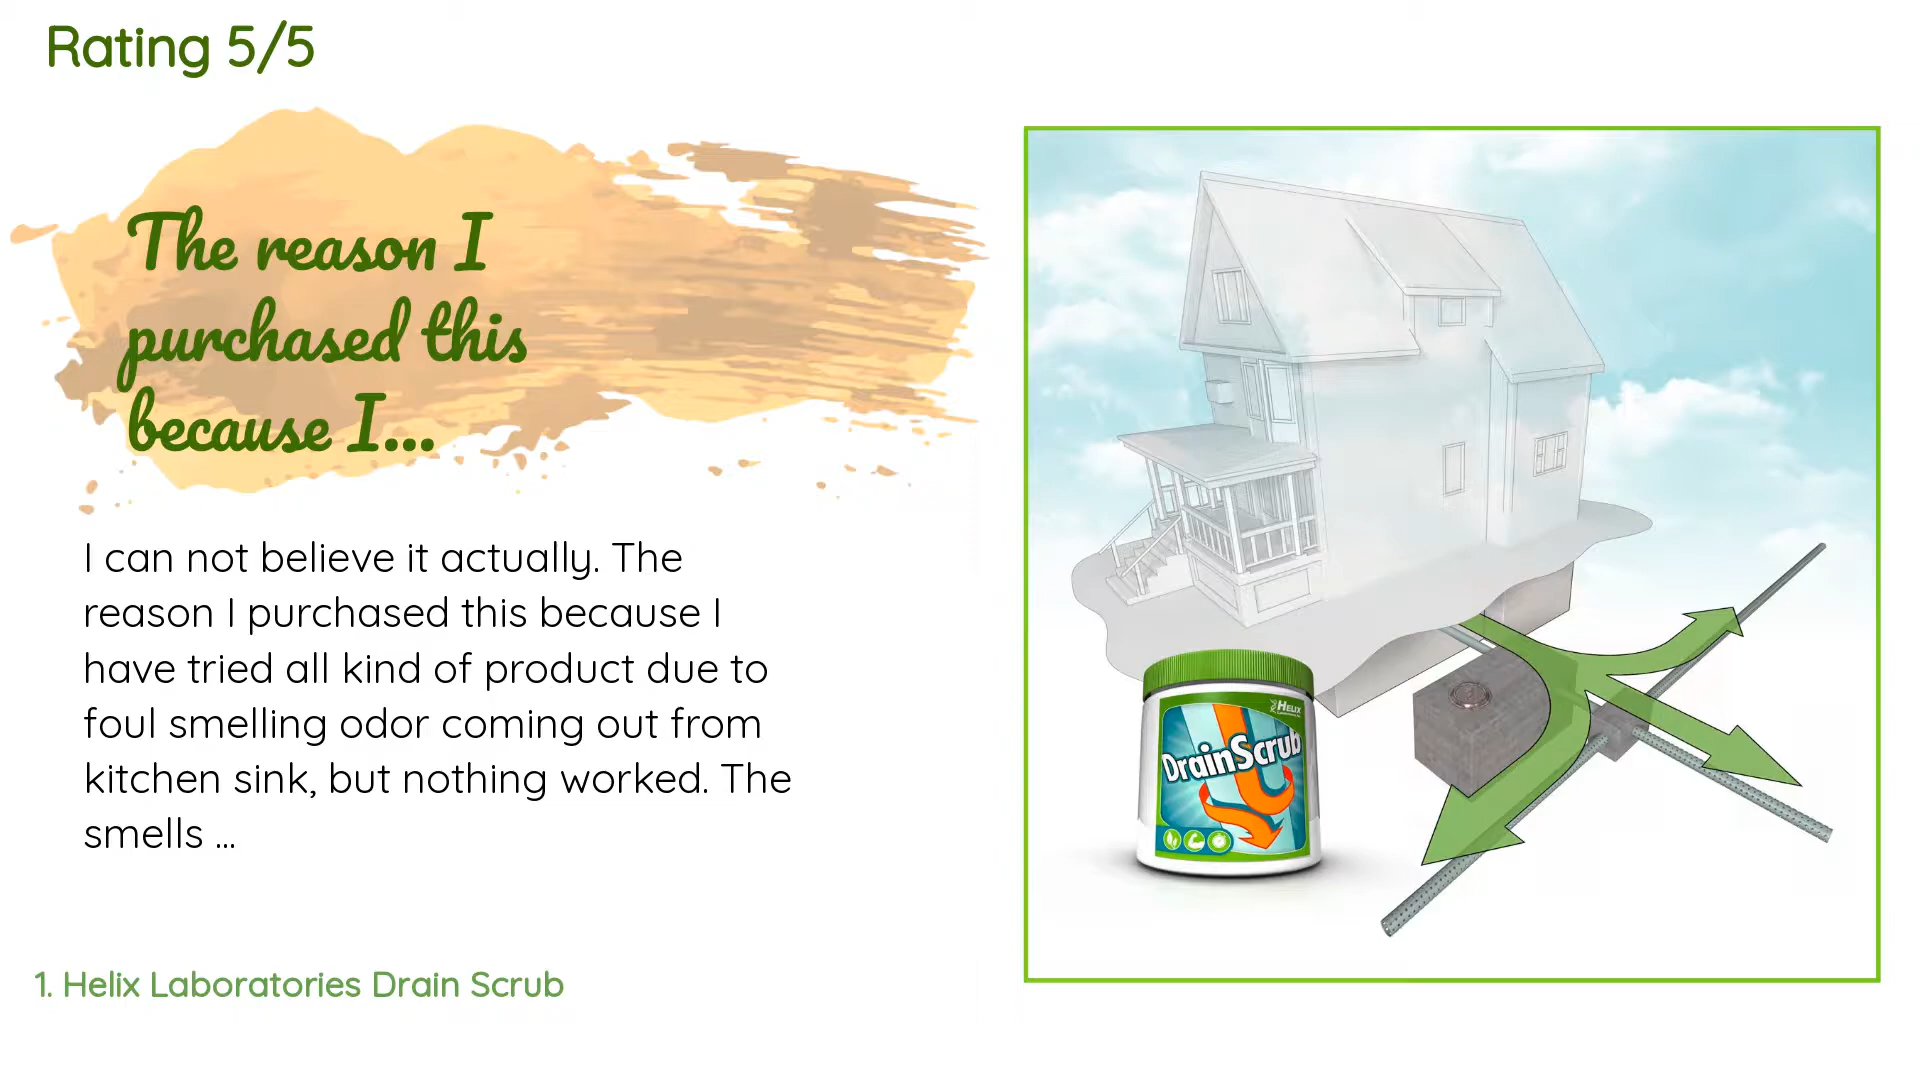 Rating 5/5
The reason I
purchased this
because I...
I can not believe it actually. The
reason I purchased this because I
have tried all kind of product due to
foul smelling odor coming out from
kitchen sink, but nothing worked. The
smells ...
HELIX
DrainScrub
1. Helix Laboratories Drain Scrub